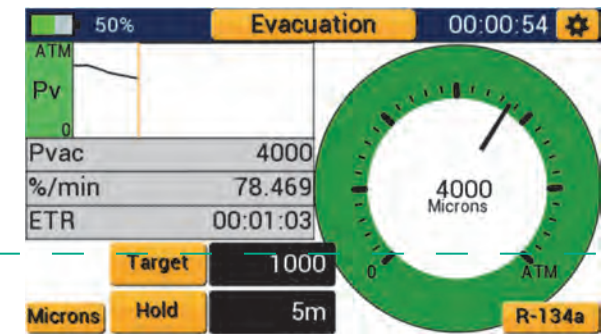 50% Evacuation 00:00:54
ATM
Pv
0
Pvac 4000
%/min 78.469
ETR 00:01:03
Target 1000
Microns Hold 5m
4000
Microns
0 ATM
R-134a